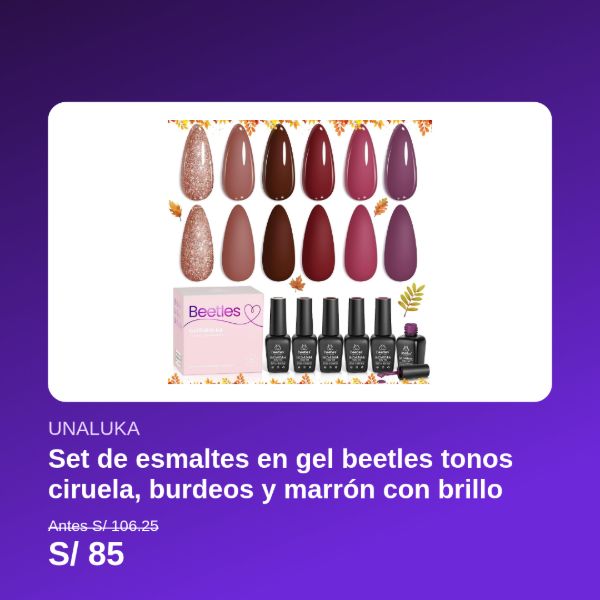 Beetles
UNALUKA
Set de esmaltes en gel beetles tonos
ciruela, burdeos y marrón con brillo
Antes S/ 106.25
S/ 85